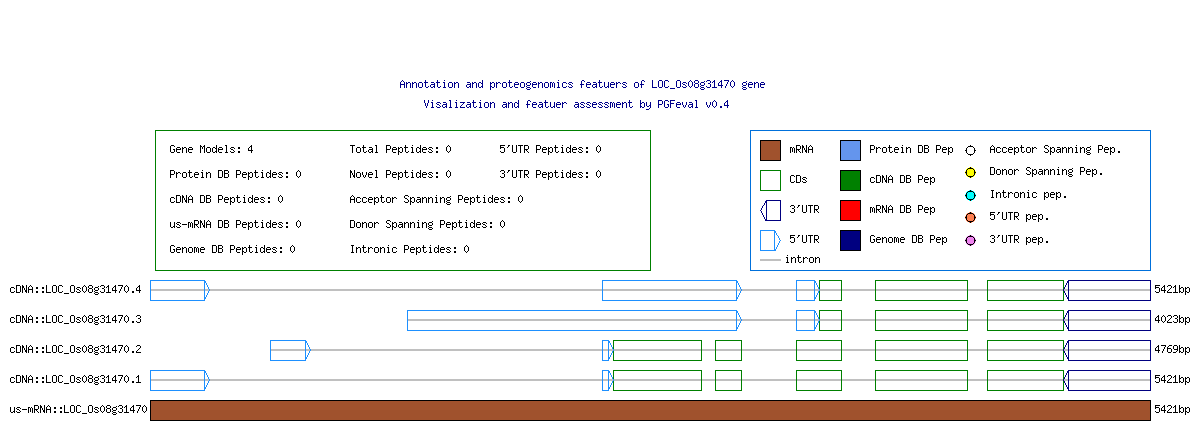 Annotation and proteogenomics featuers of LOC_Os08g31470 gene
Visalization and featuer assessment by PGFeval v0.4
Gene Models: 4 Total Peptides: 0 5'UTR Peptides: 0
Protein DB Peptides: 0 Novel Peptides: 0 3'UTR Peptides: 0
cDNA DB Peptides: 0 Acceptor Spanning Peptides: 0
us-mRNA DB Peptides: 0 Donor Spanning Peptides: 0
Genome DB Peptides: 0 Intronic Peptides: 0
mRNA Protein DB Pep Acceptor Spanning Pep.
CDs cDNA DB Pep Donor Spanning Pep.
3'UTR mRNA DB Pep Intronic pep.
5'UTR Genome DB Pep 5'UTR pep.
intron 3'UTR pep.
cDNA::LOC_Os08g31470.4 5421bp
cDNA::LOC_Os08g31470.3 4023bp
cDNA::LOC_Os08g31470.2 4769bp
cDNA::LOC_Os08g31470.1 5421bp
us-mRNA::LOC_Os08g31470 5421bp